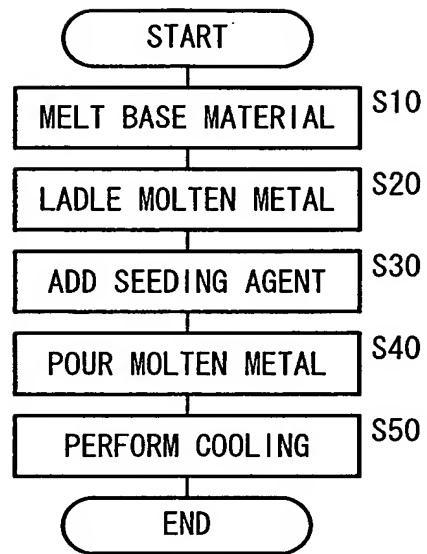 START
MELT BASE MATERIAL S10
LADLE MOLTEN METAL S20
ADD SEEDING AGENT S30
POUR MOLTEN METAL S40
PERFORM COOLING S50
END